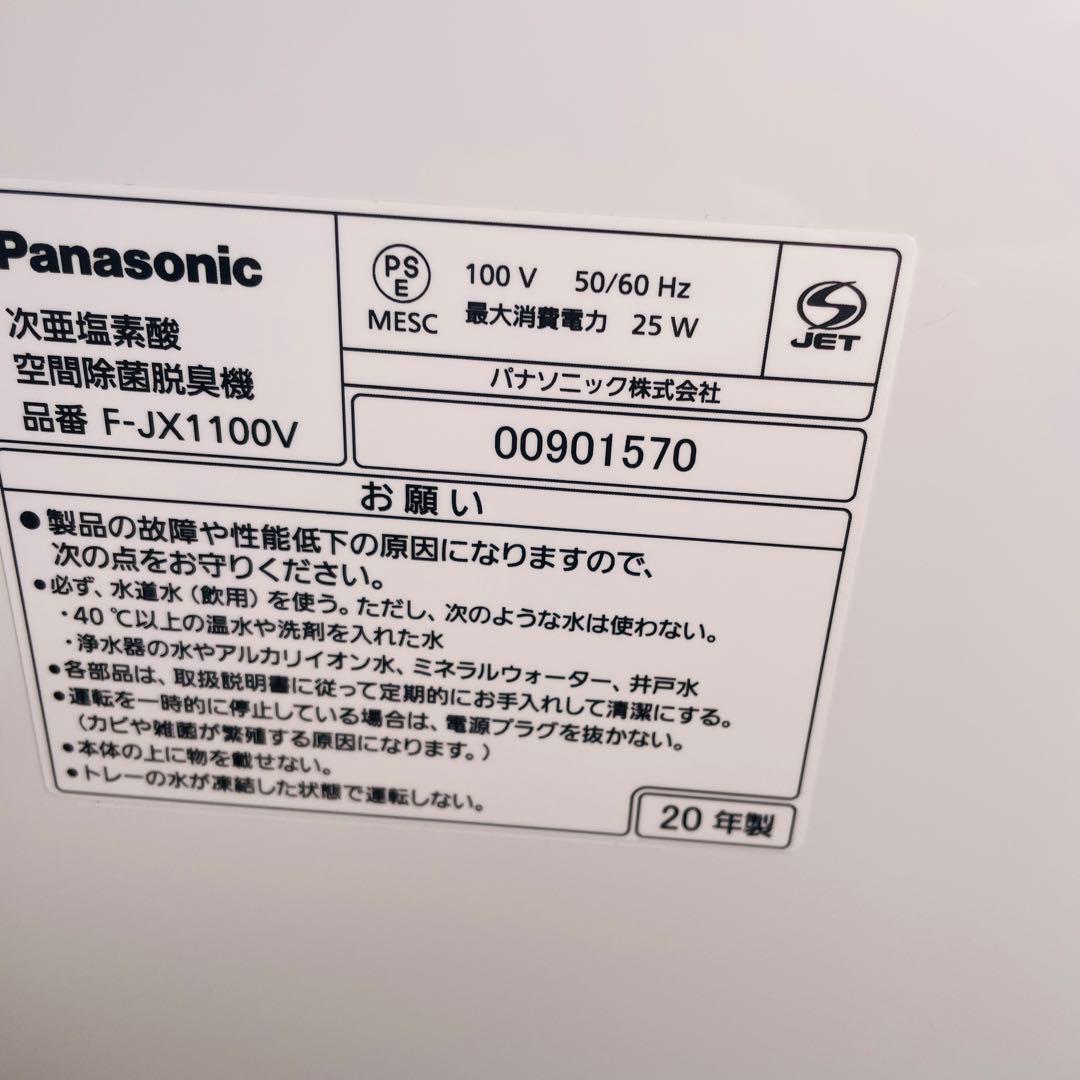 Panasonic
次亜塩素酸
空間除菌脱臭機
品番 F-JX1100V
PS
E
MESC
100 V 50/60 Hz
最大消費電力 25 W
JET
パナソニック株式会社
00901570
お願い
●製品の故障や性能低下の原因になりますので、
次の点をお守りください。
●必ず、水道水(飲用)を使う。ただし、次のような水は使わない。
・40 ℃以上の温水や洗剤を入れた水
・浄水器の水やアルカリイオン水、ミネラルウォーター、井戸水
●各部品は、取扱説明書に従って定期的にお手入れして清潔にする。
●運転を一時的に停止している場合は、電源プラグを抜かない。
(カビや雑菌が繁殖する原因になります。)
●本体の上に物を載せない。
●トレーの水が凍結した状態で運転しない。
20 年製